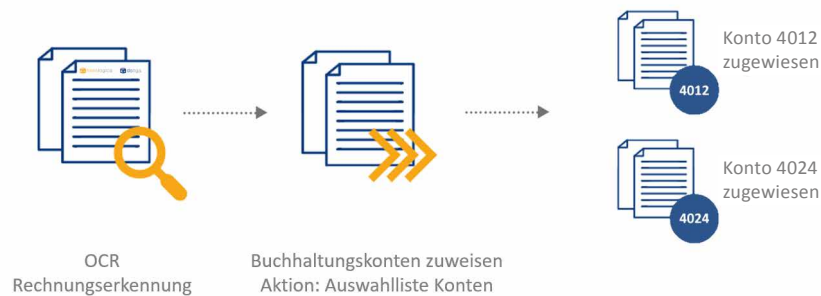 Konto 4012
zugewiesen
4012
Konto 4024
zugewiesen
4024
OCR
Rechnungserkennung
Buchhaltungskonten zuweisen
Aktion: Auswahlliste Konten